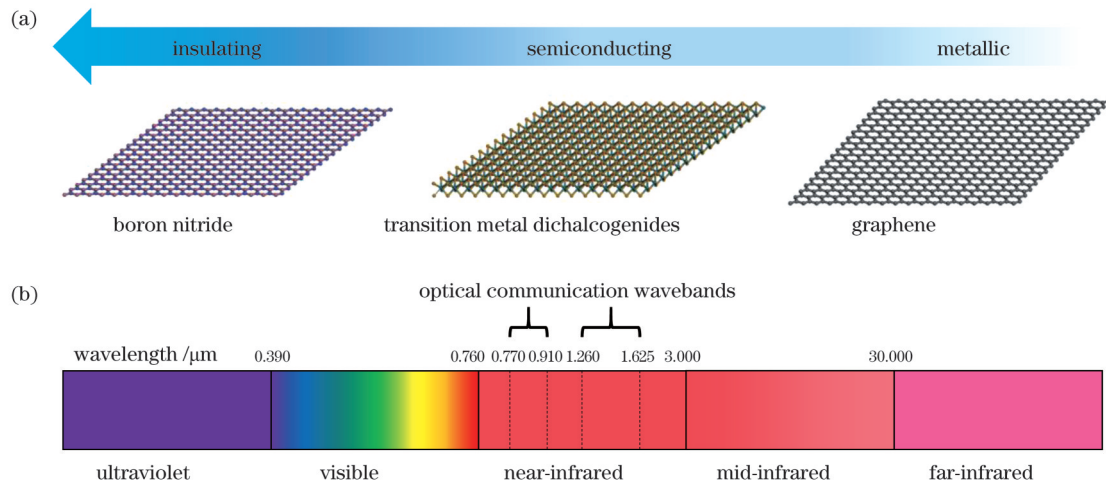 (a)
insulating semiconducting metallic
boron nitride transition metal dichalcogenides graphene
(b)
optical communication wavebands
wavelength /μm 0.390 0.760 0.770 0.910 1.260 1.625 3.000 30.000
ultraviolet visible near-infrared mid-infrared far-infrared